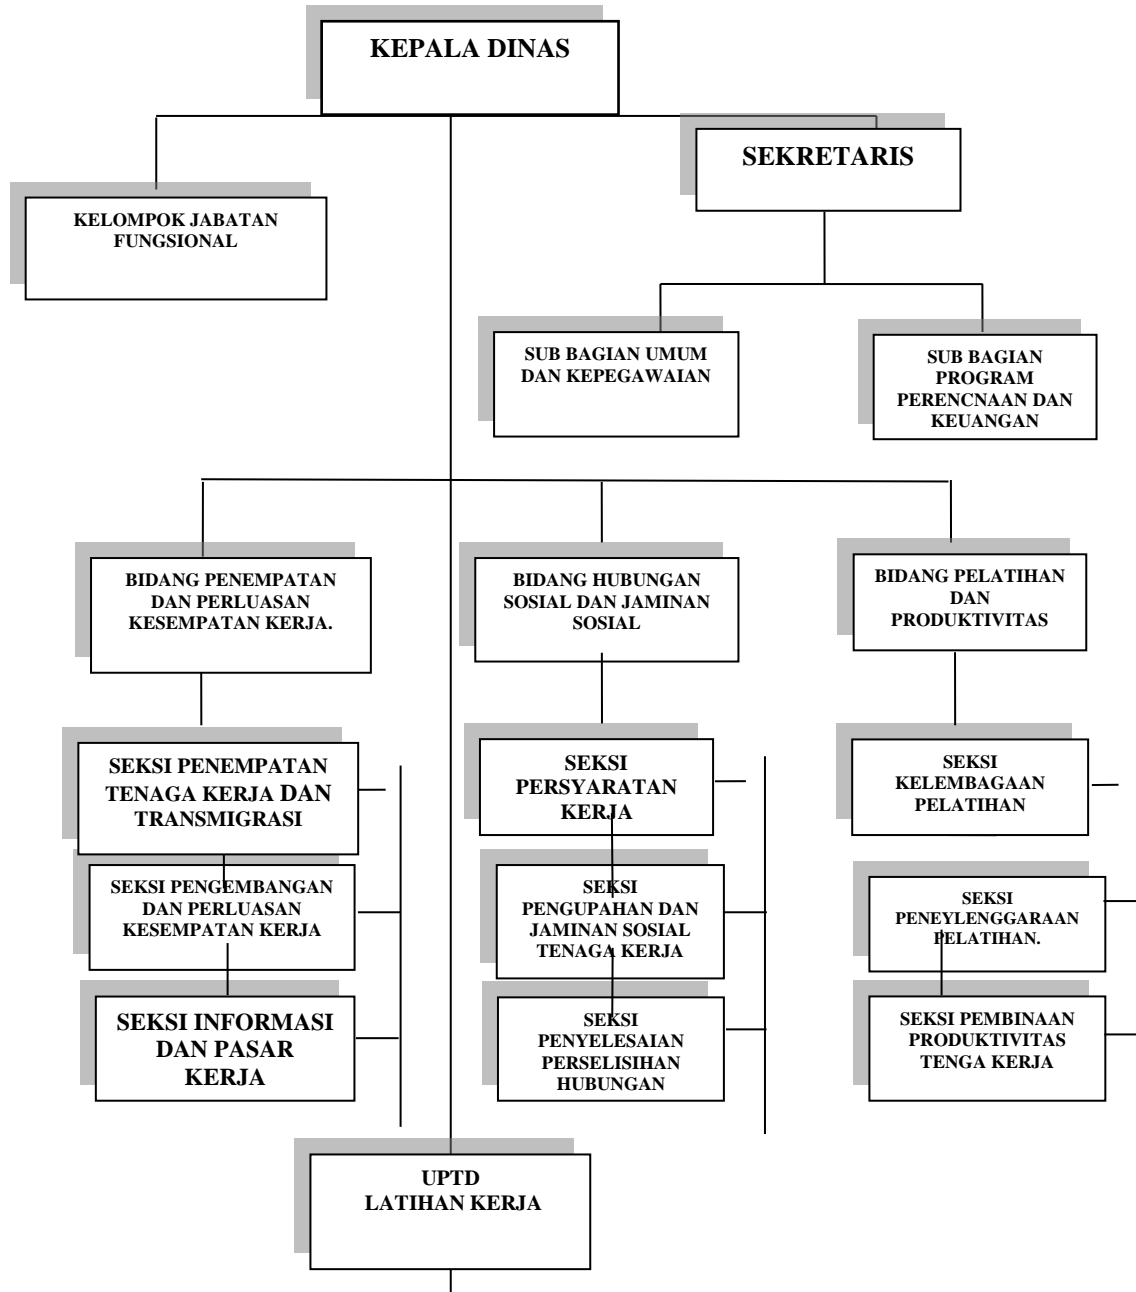 KEPALA DINAS
SEKRETARIS
KELOMPOK JABATAN
FUNGSIONAL
SUB BAGIAN UMUM
DAN KEPEGAWAIAN
SUB BAGIAN
PROGRAM
PERENCNAAN DAN
KEUANGAN
BIDANG PENEMPATAN
DAN PERLUASAN
KESEMPATAN KERJA.
BIDANG HUBUNGAN
SOSIAL DAN JAMINAN
SOSIAL
BIDANG PELATIHAN
DAN
PRODUKTIVITAS
SEKSI PENEMPATAN
TENAGA KERJA DAN
TRANSMIGRASI
SEKSI
PERSYARATAN
KERJA
SEKSI
KELEMBAGAAN
PELATIHAN
SEKSI PENGEMBANGAN
DAN PERLUASAN
KESEMPATAN KERJA
SEKSI
PENGUPAHAN DAN
JAMINAN SOSIAL
TENAGA KERJA
SEKSI
PENEYLENGGARAAN
PELATIHAN.
SEKSI INFORMASI
DAN PASAR
KERJA
SEKSI
PENYELESAIAN
PERSELISIHAN
HUBUNGAN
SEKSI PEMBINAAN
PRODUKTIVITAS
TENGA KERJA
UPTD
LATIHAN KERJA